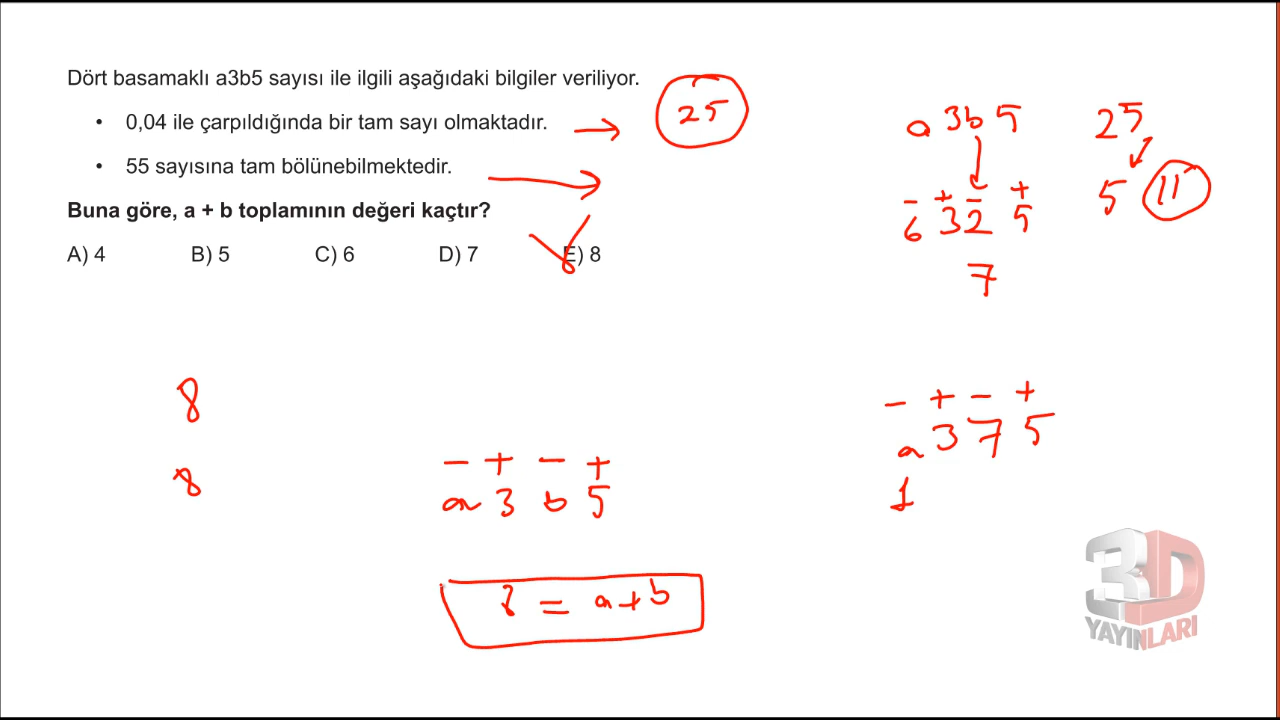 Dört basamaklı a3b5 sayısı ile ilgili aşağıdaki bilgiler veriliyor.
• 0,04 ile çarpıldığında bir tam sayı olmaktadır.
25
• 55 sayısına tam bölünebilmektedir.
Buna göre, a + b toplamının değeri kaçtır?
A) 4 B) 5 C) 6 D) 7 E) 8
a 3b 5 25
- + - +
6 3 2 5 5 11
7
8
8
- + - +
a 3 7 5
1
- + - +
a 3 b 5
8 = a + b
3D
YAYINLARI